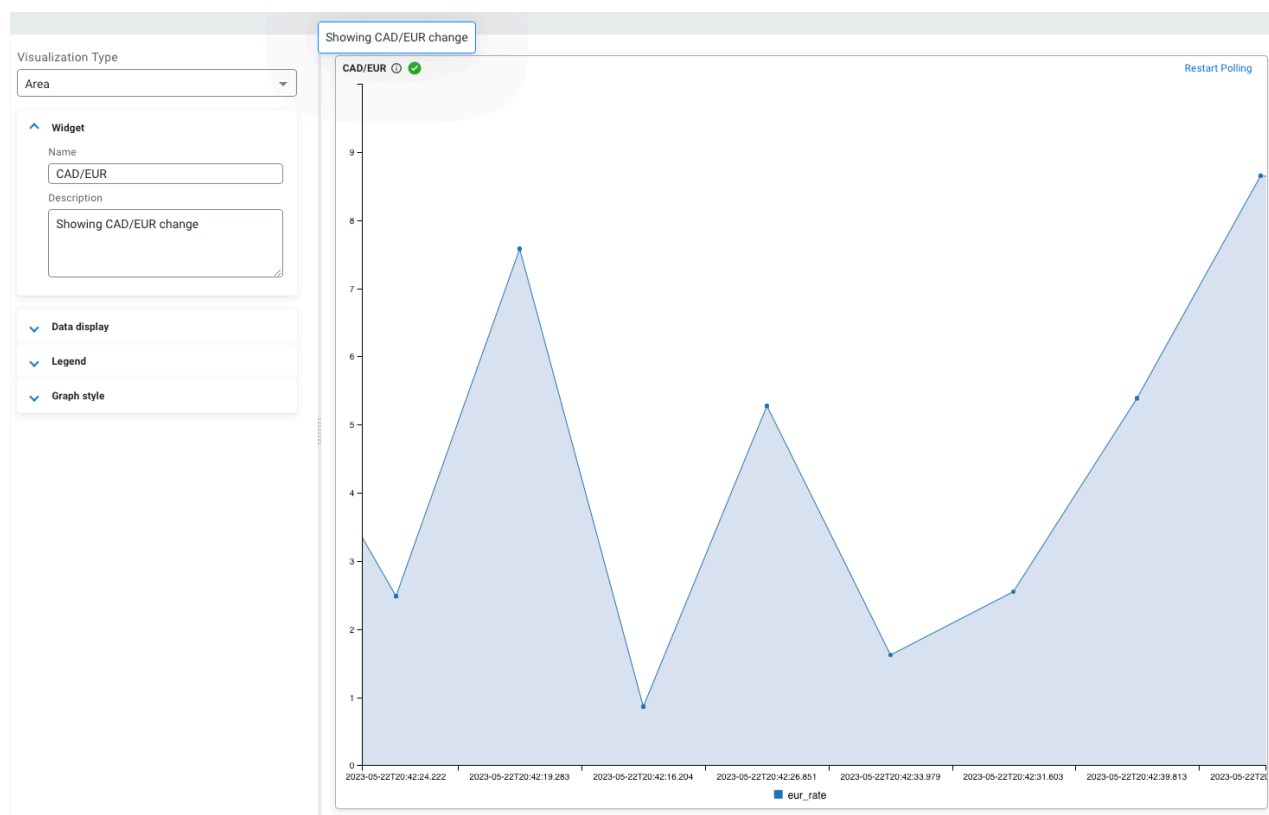 Showing CAD/EUR change
Visualization Type
Area
Widget
Name
CAD/EUR
Description
Showing CAD/EUR change
Data display
Legend
Graph style
CAD/EUR
Restart Polling
9
8
7
6
5
4
3
2
1
0
2023-05-22T20:42:24.222 2023-05-22T20:42:19.283 2023-05-22T20:42:16.204 2023-05-22T20:42:26.851 2023-05-22T20:42:33.979 2023-05-22T20:42:31.603 2023-05-22T20:42:39.813 2023-05-22T20
eur_rate